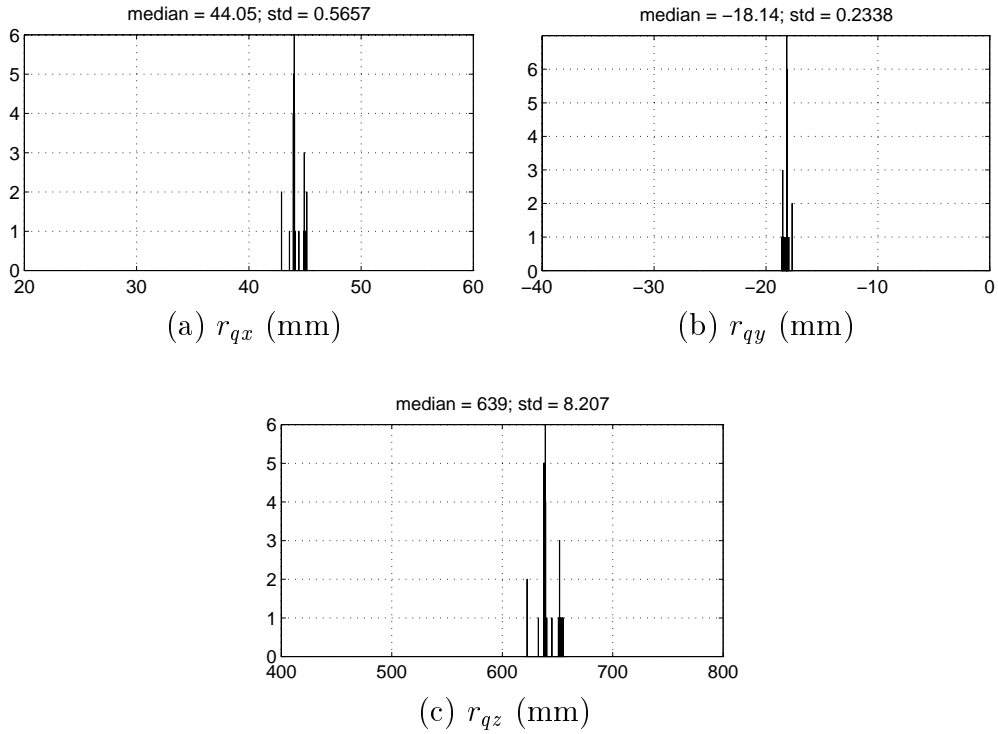 median = 44.05; std = 0.5657
6
5
4
3
2
1
0
20 30 40 50 60
(a) r_qx (mm)
median = −18.14; std = 0.2338
6
5
4
3
2
1
0
−40 −30 −20 −10 0
(b) r_qy (mm)
median = 639; std = 8.207
6
5
4
3
2
1
0
400 500 600 700 800
(c) r_qz (mm)